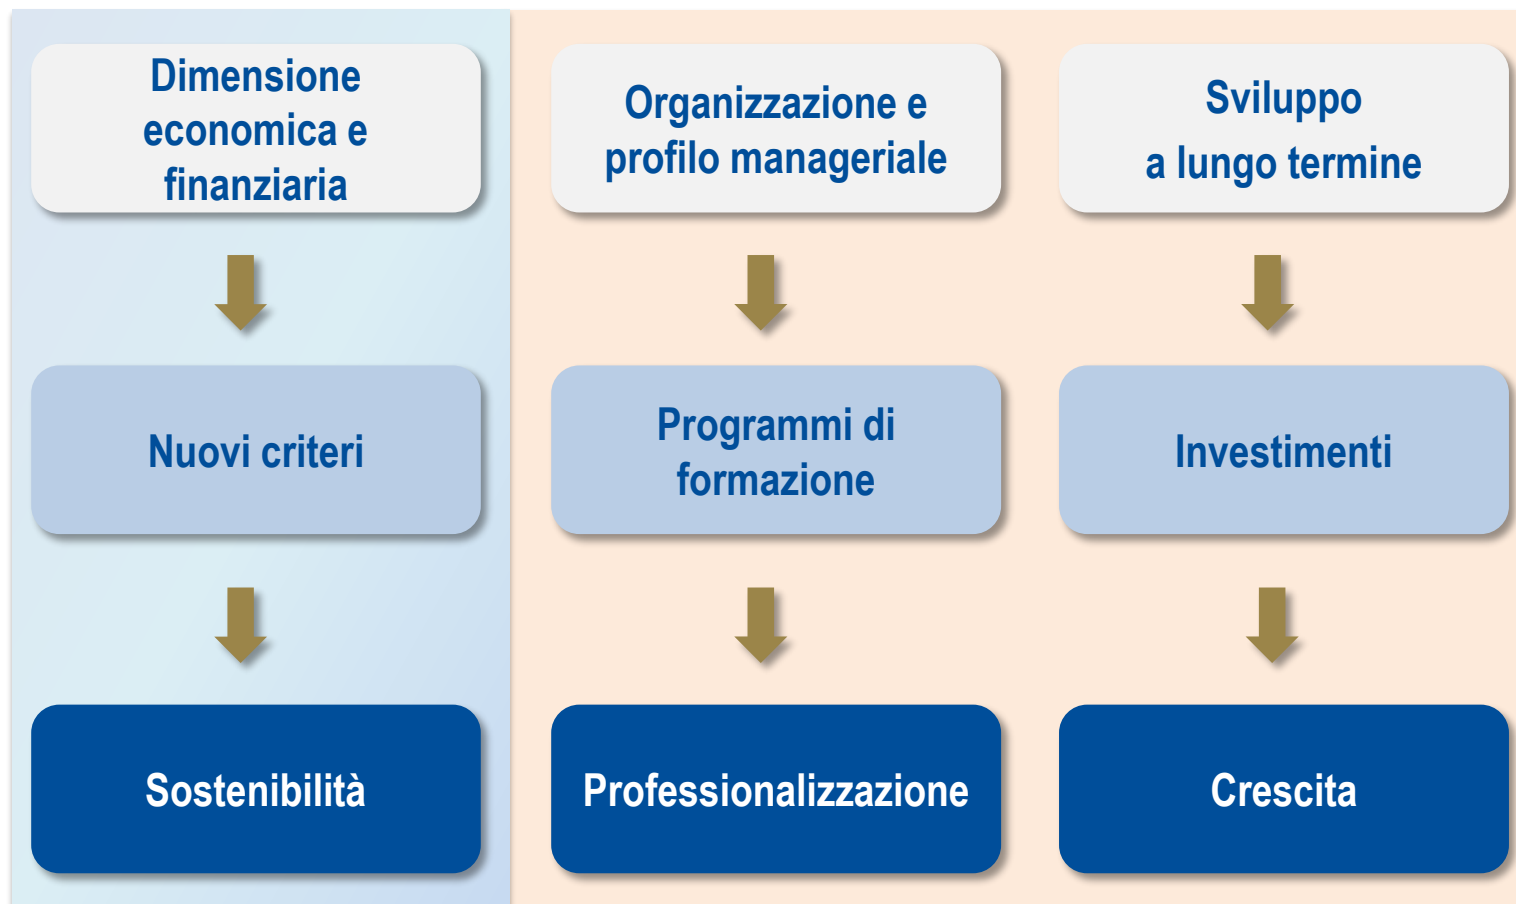 Dimensione
economica e
finanziaria
Organizzazione e
profilo manageriale
Sviluppo
a lungo termine
Nuovi criteri
Programmi di
formazione
Investimenti
Sostenibilità
Professionalizzazione
Crescita